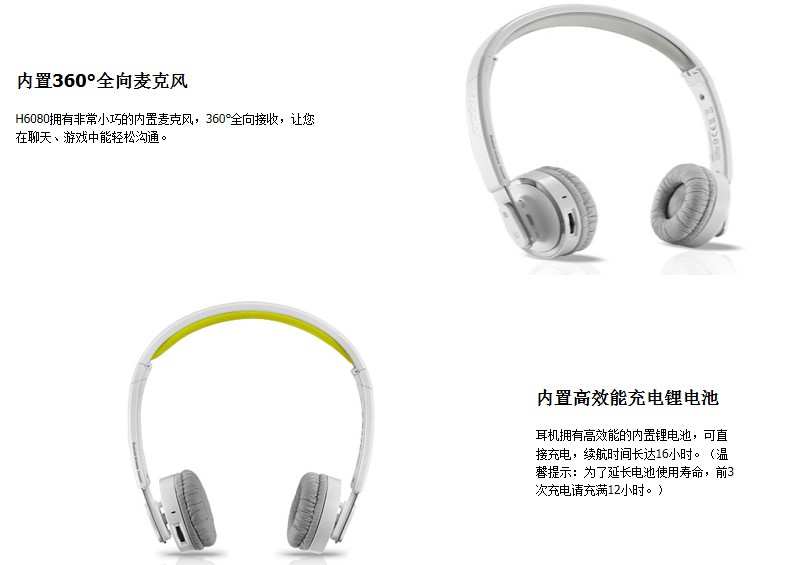 内置360°全向麦克风
H6080拥有非常小巧的内置麦克风，360°全向接收，让您
在聊天、游戏中能轻松沟通。
内置高效能充电锂电池
耳机拥有高效能的内置锂电池，可直
接充电，续航时间长达16小时。（温
馨提示：为了延长电池使用寿命，前3
次充电请充满12小时。）